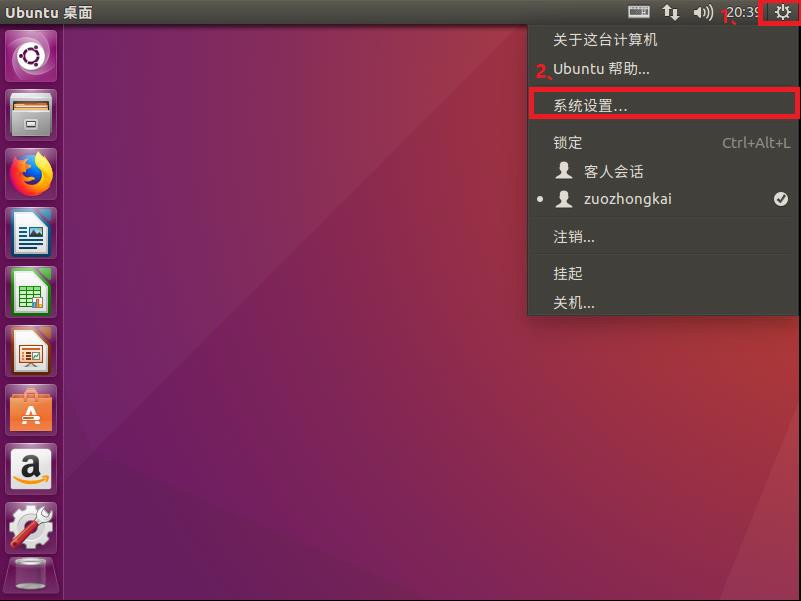 Ubuntu 桌面
1、
20:39
关于这台计算机
2、
Ubuntu 帮助...
系统设置...
锁定 Ctrl+Alt+L
客人会话
zuozhongkai
注销...
挂起
关机...